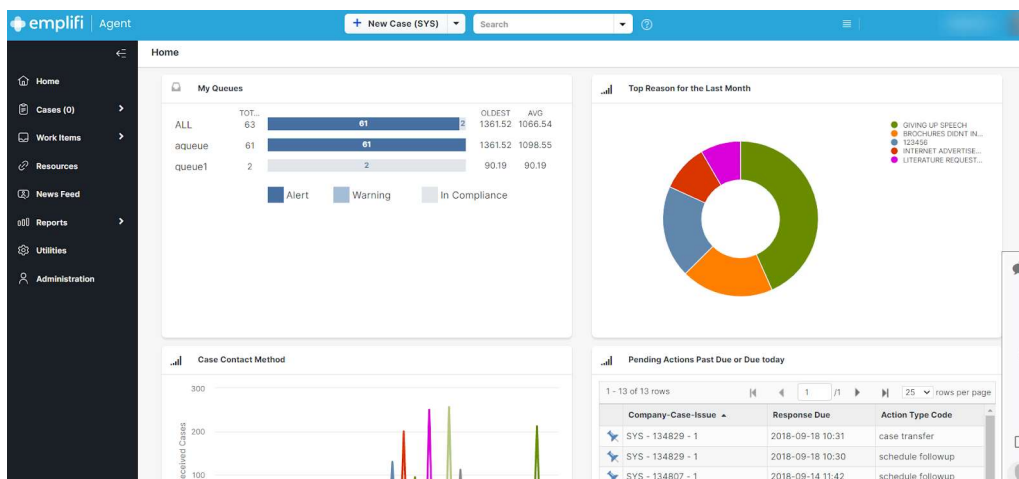 emplifi Agent
+ New Case (SYS)
Search
Home
Home
Cases (0)
Work Items
Resources
News Feed
Reports
Utilities
Administration
My Queues
TOT... OLDEST AVG
ALL 63 61 2 1361.52 1066.54
aqueue 61 61 1361.52 1098.55
queue1 2 2 90.19 90.19
Alert Warning In Compliance
Top Reason for the Last Month
GIVING UP SPEECH
BROCHURES DIDNT IN...
123456
INTERNET ADVERTISE...
LITERATURE REQUEST...
Case Contact Method
300
200
100
eceived Cases
Pending Actions Past Due or Due today
1 - 13 of 13 rows 1 /1 25 rows per page
Company-Case-Issue Response Due Action Type Code
SYS - 134829 - 1 2018-09-18 10:31 case transfer
SYS - 134829 - 1 2018-09-18 10:30 schedule followup
SYS - 134807 - 1 2018-09-14 11:42 schedule followup